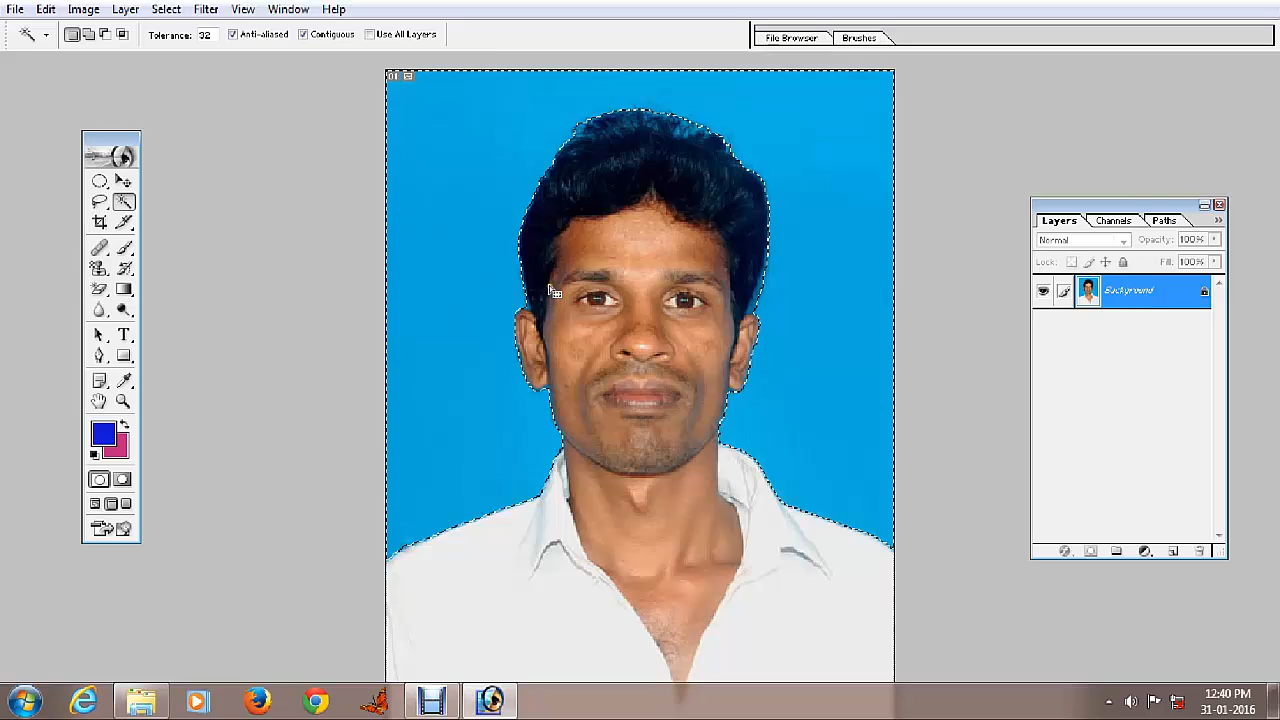 File Edit Image Layer Select Filter View Window Help
Tolerance: 32 Anti-aliased Contiguous Use All Layers
File Browser Brushes
01
Layers Channels Paths
Normal Opacity: 100%
Lock: Fill: 100%
Background
T
12:40 PM
31-01-2016